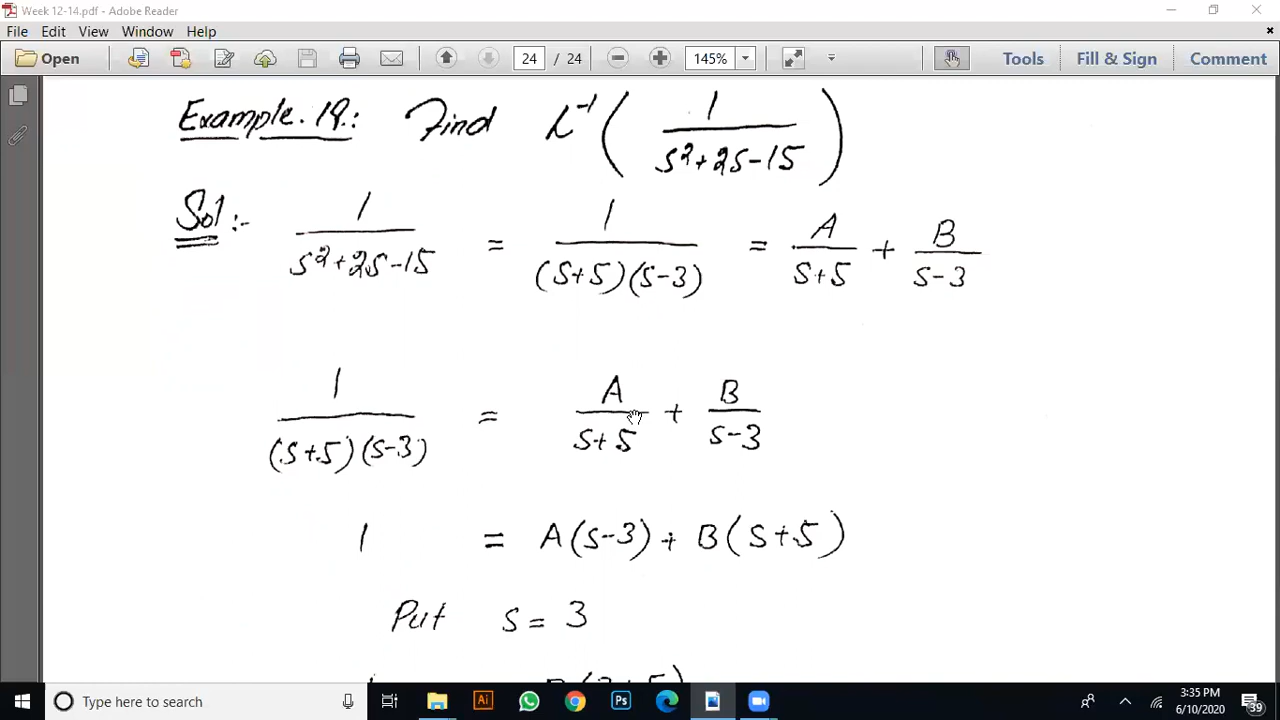 Week 12-14.pdf - Adobe Reader
File Edit View Window Help
Open 24 / 24 145% Tools Fill & Sign Comment
Example.19.: Find L⁻¹(1/(s²+2s-15))
Sol:- 1/(s²+2s-15) = 1/((s+5)(s-3)) = A/(s+5) + B/(s-3)
1/((s+5)(s-3)) = A/(s+5) + B/(s-3)
1 = A(s-3) + B(s+5)
Put s = 3
Type here to search
Ai
Ps
3:35 PM
6/10/2020
39